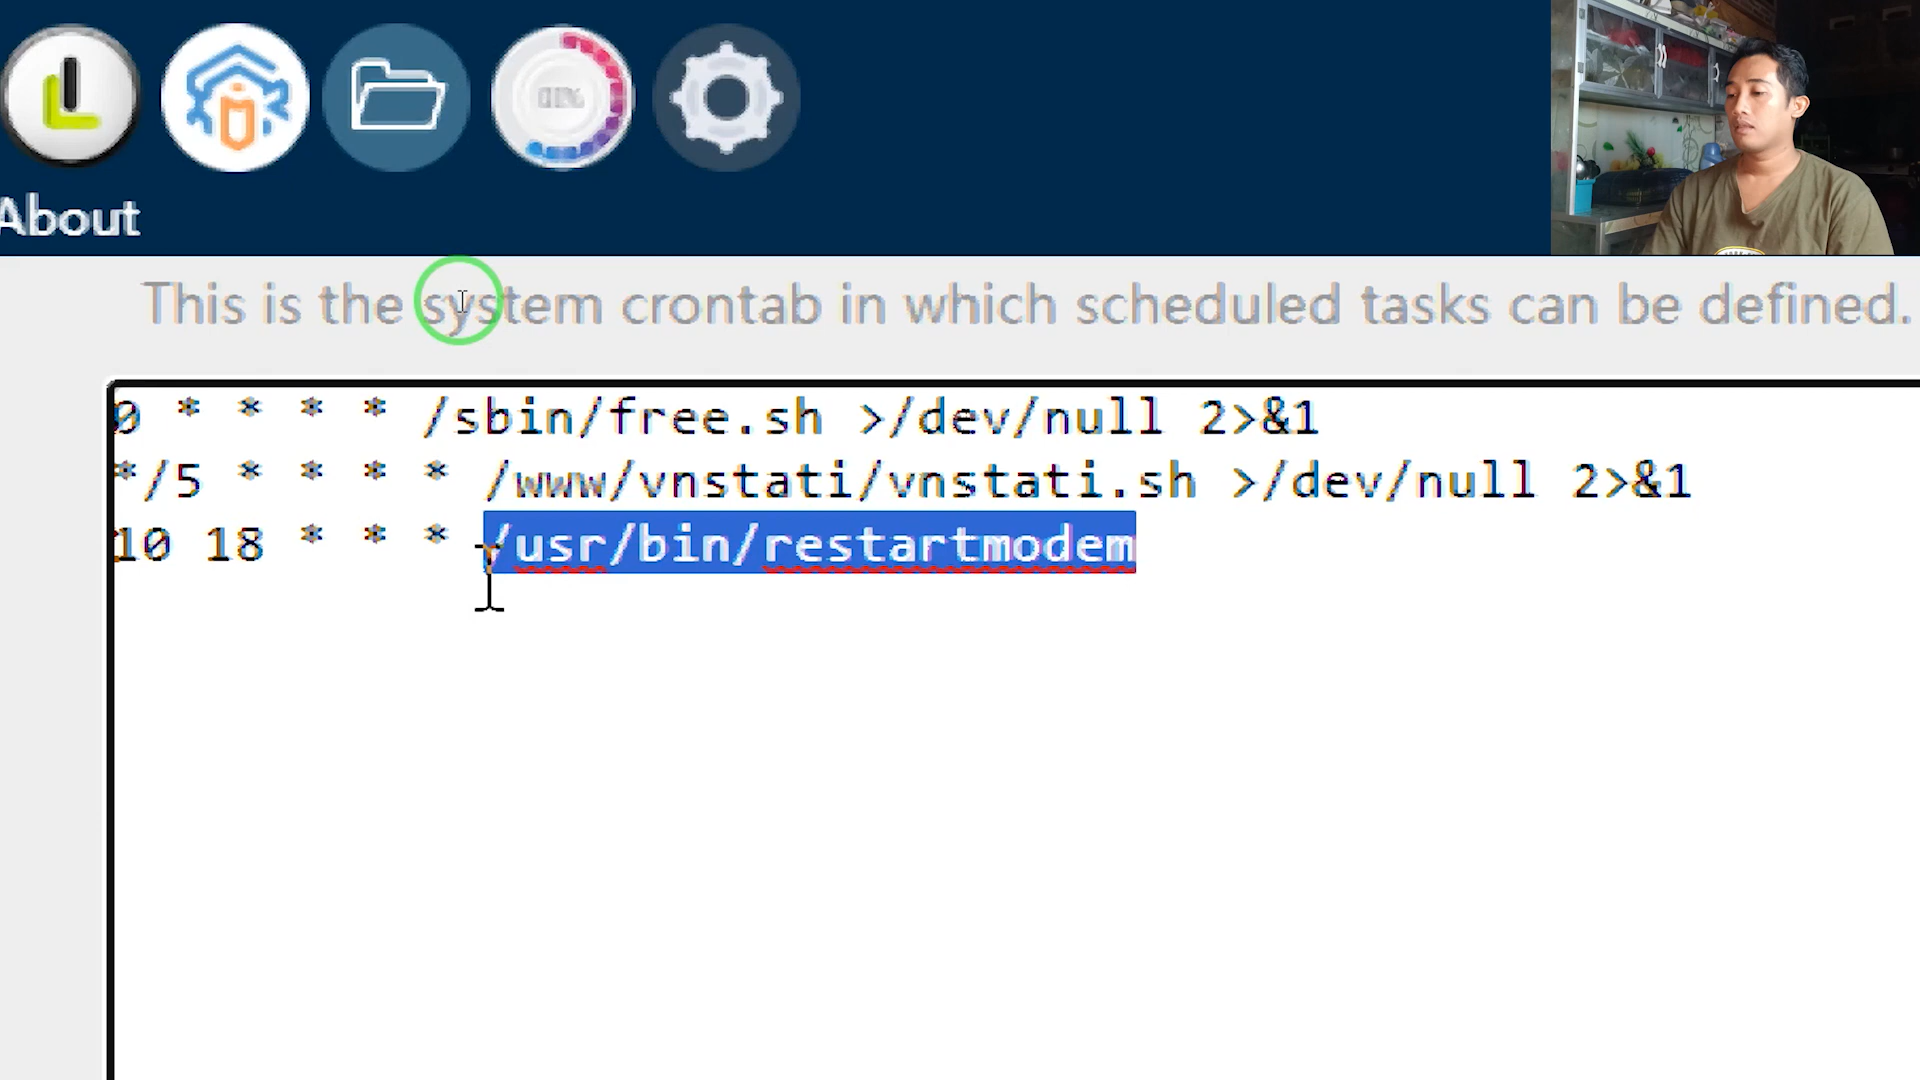 About
This is the system crontab in which scheduled tasks can be defined.
0 * * * * /sbin/free.sh >/dev/null 2>&1
*/5 * * * * /www/vnstati/vnstati.sh >/dev/null 2>&1
10 18 * * * /usr/bin/restartmodem